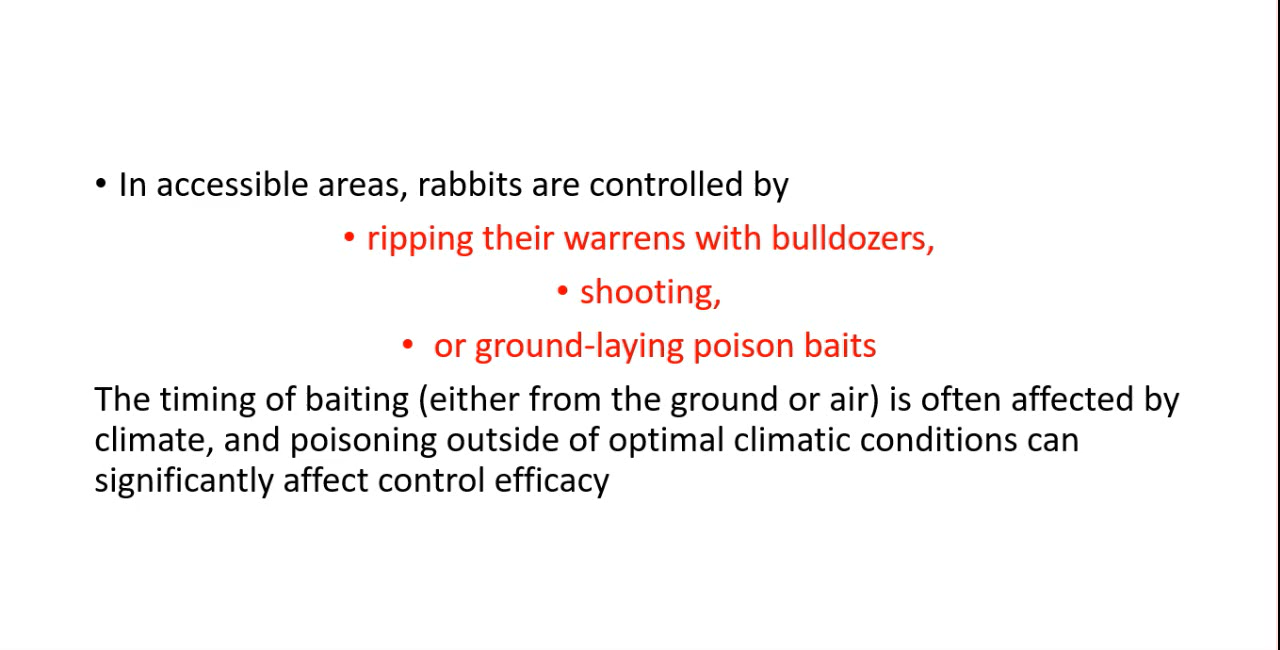 • In accessible areas, rabbits are controlled by
• ripping their warrens with bulldozers,
• shooting,
• or ground-laying poison baits
The timing of baiting (either from the ground or air) is often affected by
climate, and poisoning outside of optimal climatic conditions can
significantly affect control efficacy